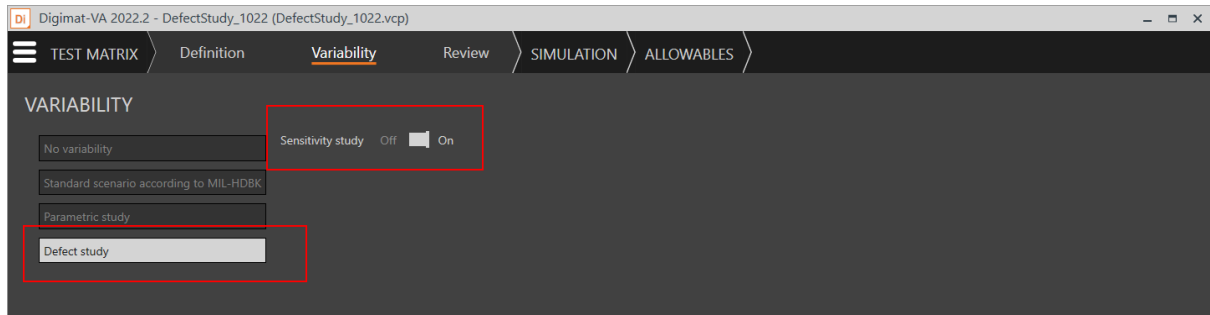 Di Digimat-VA 2022.2 - DefectStudy_1022 (DefectStudy_1022.vcp)
TEST MATRIX Definition Variability Review SIMULATION ALLOWABLES
VARIABILITY
Sensitivity study Off On
No variability
Standard scenario according to MIL-HDBK
Parametric study
Defect study